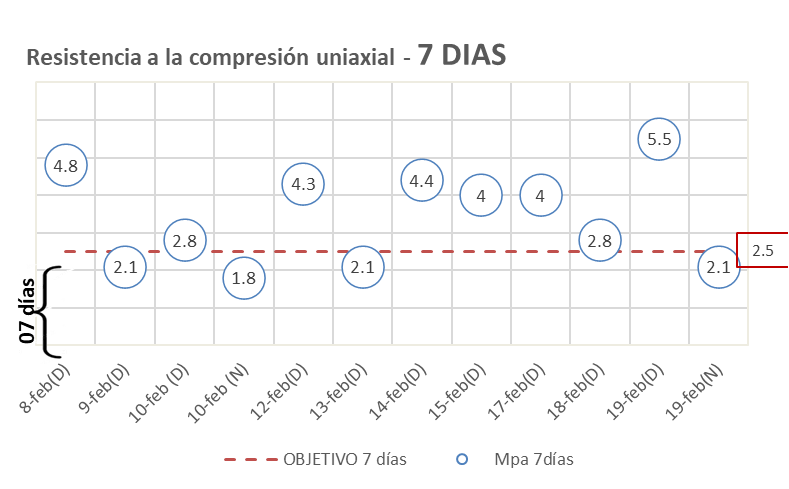 Resistencia a la compresión uniaxial - 7 DIAS
5.5
4.8
4.3
4.4
4
4
2.8
2.8
2.5
2.1
2.1
2.1
1.8
07 días
8-feb(D)
9-feb(D)
10-feb (D)
10-feb (N)
12-feb(D)
13-feb(D)
14-feb(D)
15-feb(D)
17-feb(D)
18-feb(D)
19-feb(D)
19-feb(N)
OBJETIVO 7 días
Mpa 7días